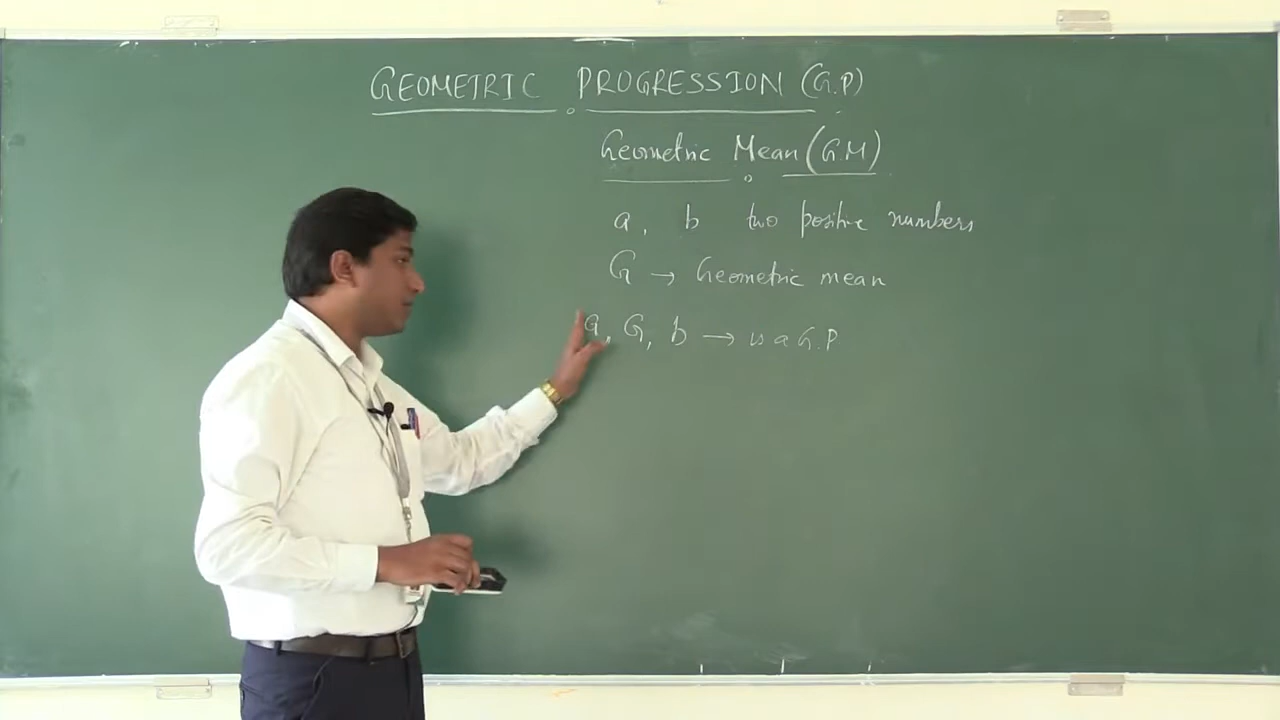 GEOMETRIC PROGRESSION (G.P)
Geometric Mean (G.M)
a, b two positive numbers
G → Geometric mean
a, G, b → is a G.P